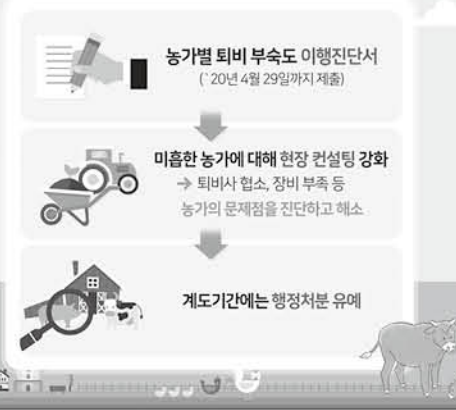 농가별 퇴비 부숙도 이행진단서
(`20년 4월 29일까지 제출)
미흡한 농가에 대해 현장 컨설팅 강화
→ 퇴비사 협소, 장비 부족 등
농가의 문제점을 진단하고 해소
계도기간에는 행정처분 유예